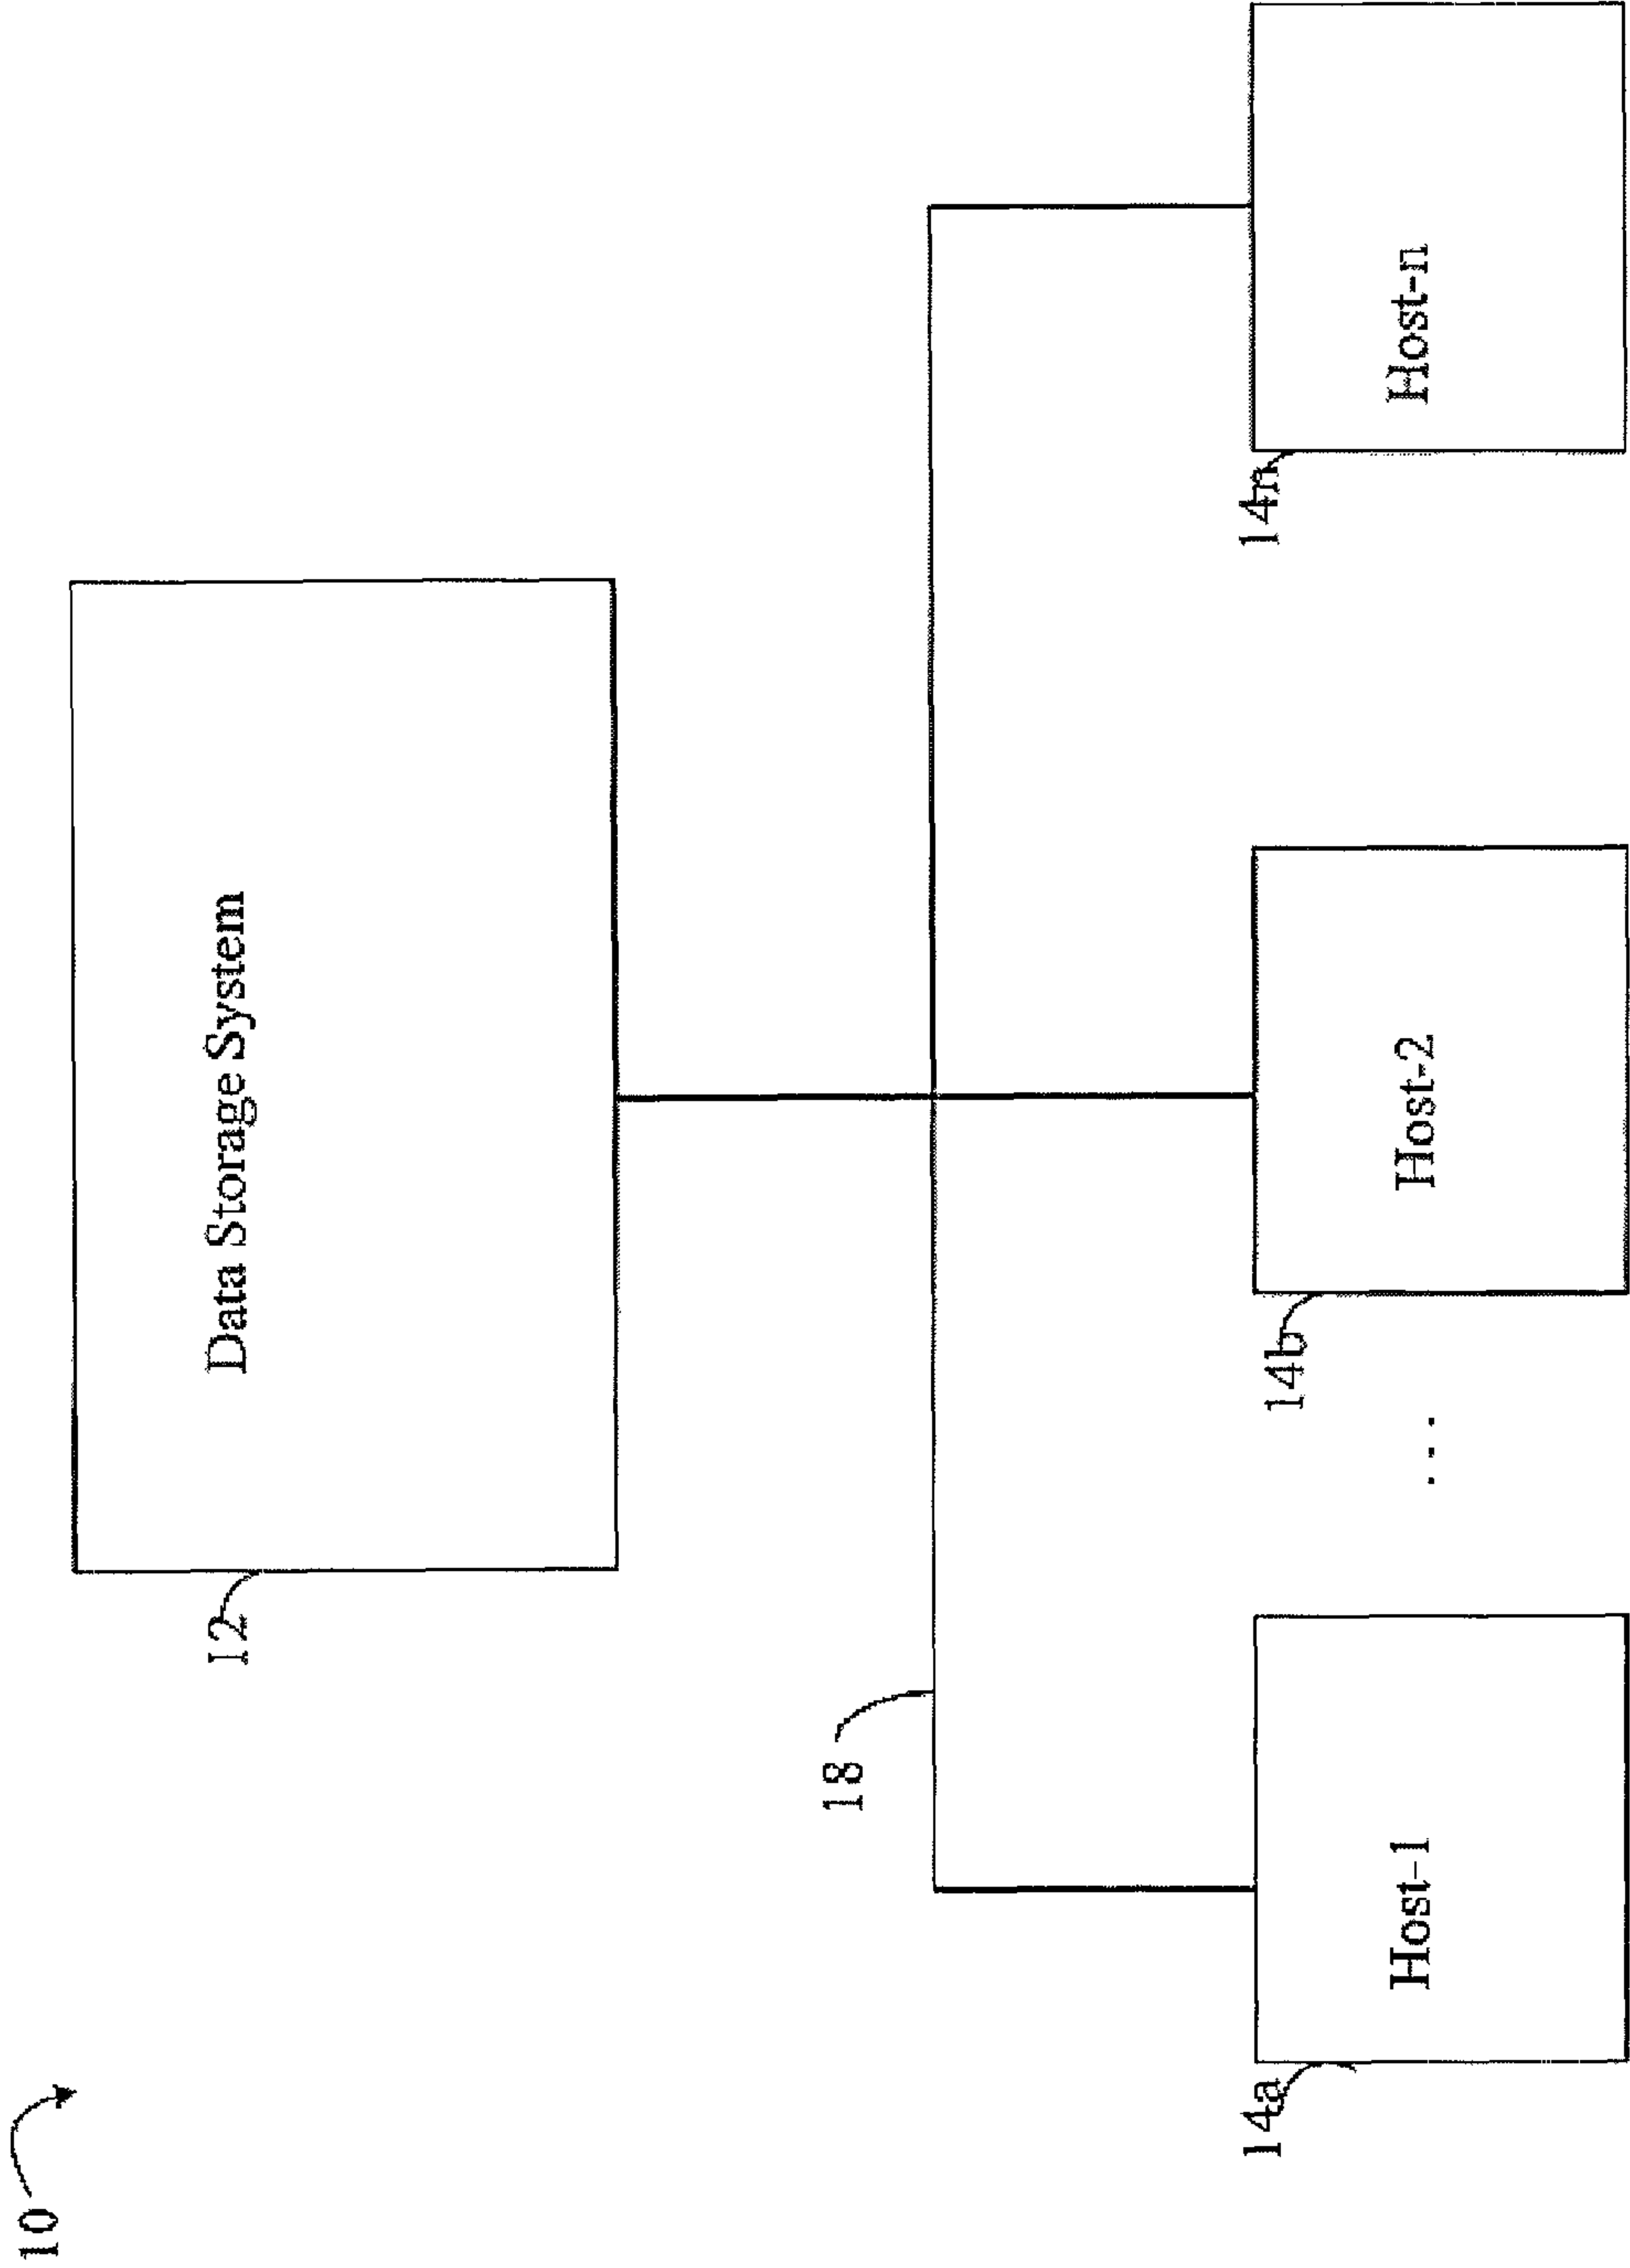 10
12
Data Storage System
18
14a
Host-1
. . .
14b
Host-2
14n
Host-n